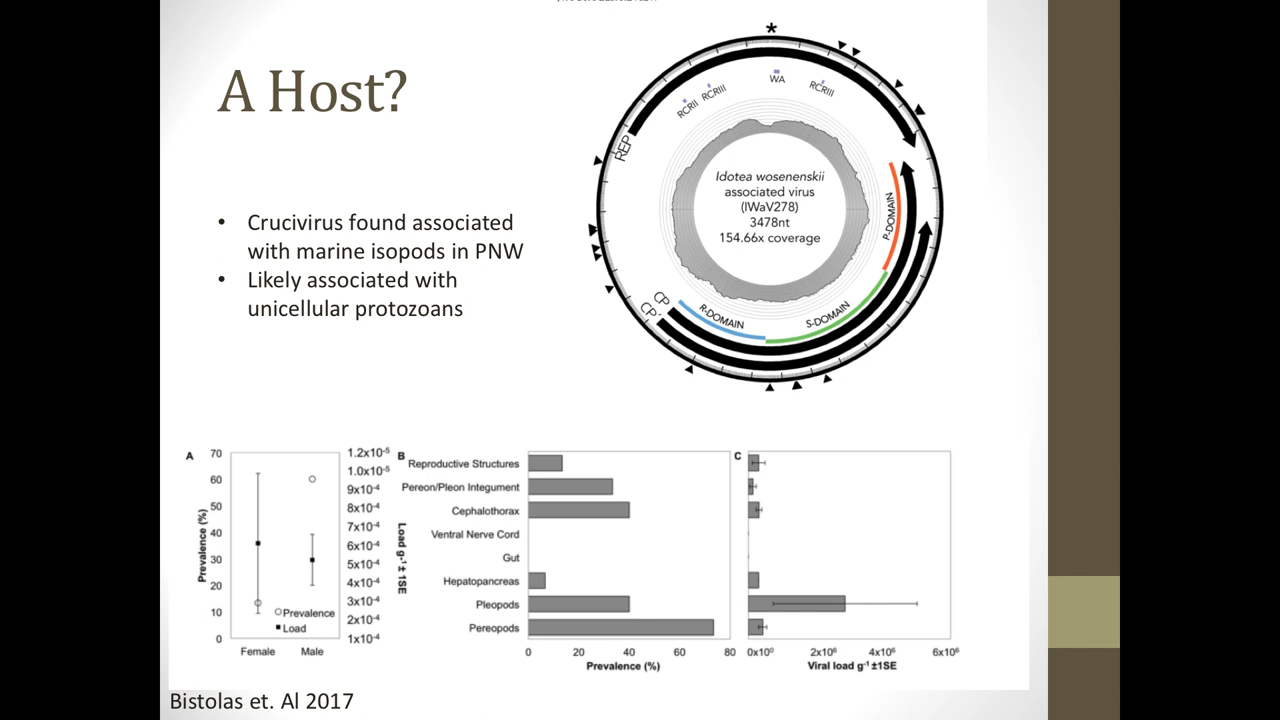 A Host?
• Crucivirus found associated
with marine isopods in PNW
• Likely associated with
unicellular protozoans
*
WA
RCRII
RCRIII
RCRIII
REP
Idotea wosenenskii
associated virus
(IWaV278)
3478nt
154.66x coverage
P-DOMAIN
S-DOMAIN
R-DOMAIN
CP
CP'
A
Prevalence (%)
70
60
50
40
30
20
10
0
1.2x10-5
1.0x10-5
9x10-4
8x10-4
7x10-4
6x10-4
5x10-4
4x10-4
3x10-4
2x10-4
1x10-4
Load g-1 ± 1SE
Prevalence
Load
Female Male
B
Reproductive Structures
Pereon/Pleon Integument
Cephalothorax
Ventral Nerve Cord
Gut
Hepatopancreas
Pleopods
Pereopods
0 20 40 60 80
Prevalence (%)
C
0x10⁰ 2x10⁶ 4x10⁶ 6x10⁶
Viral load g-1 ±1SE
Bistolas et. Al 2017